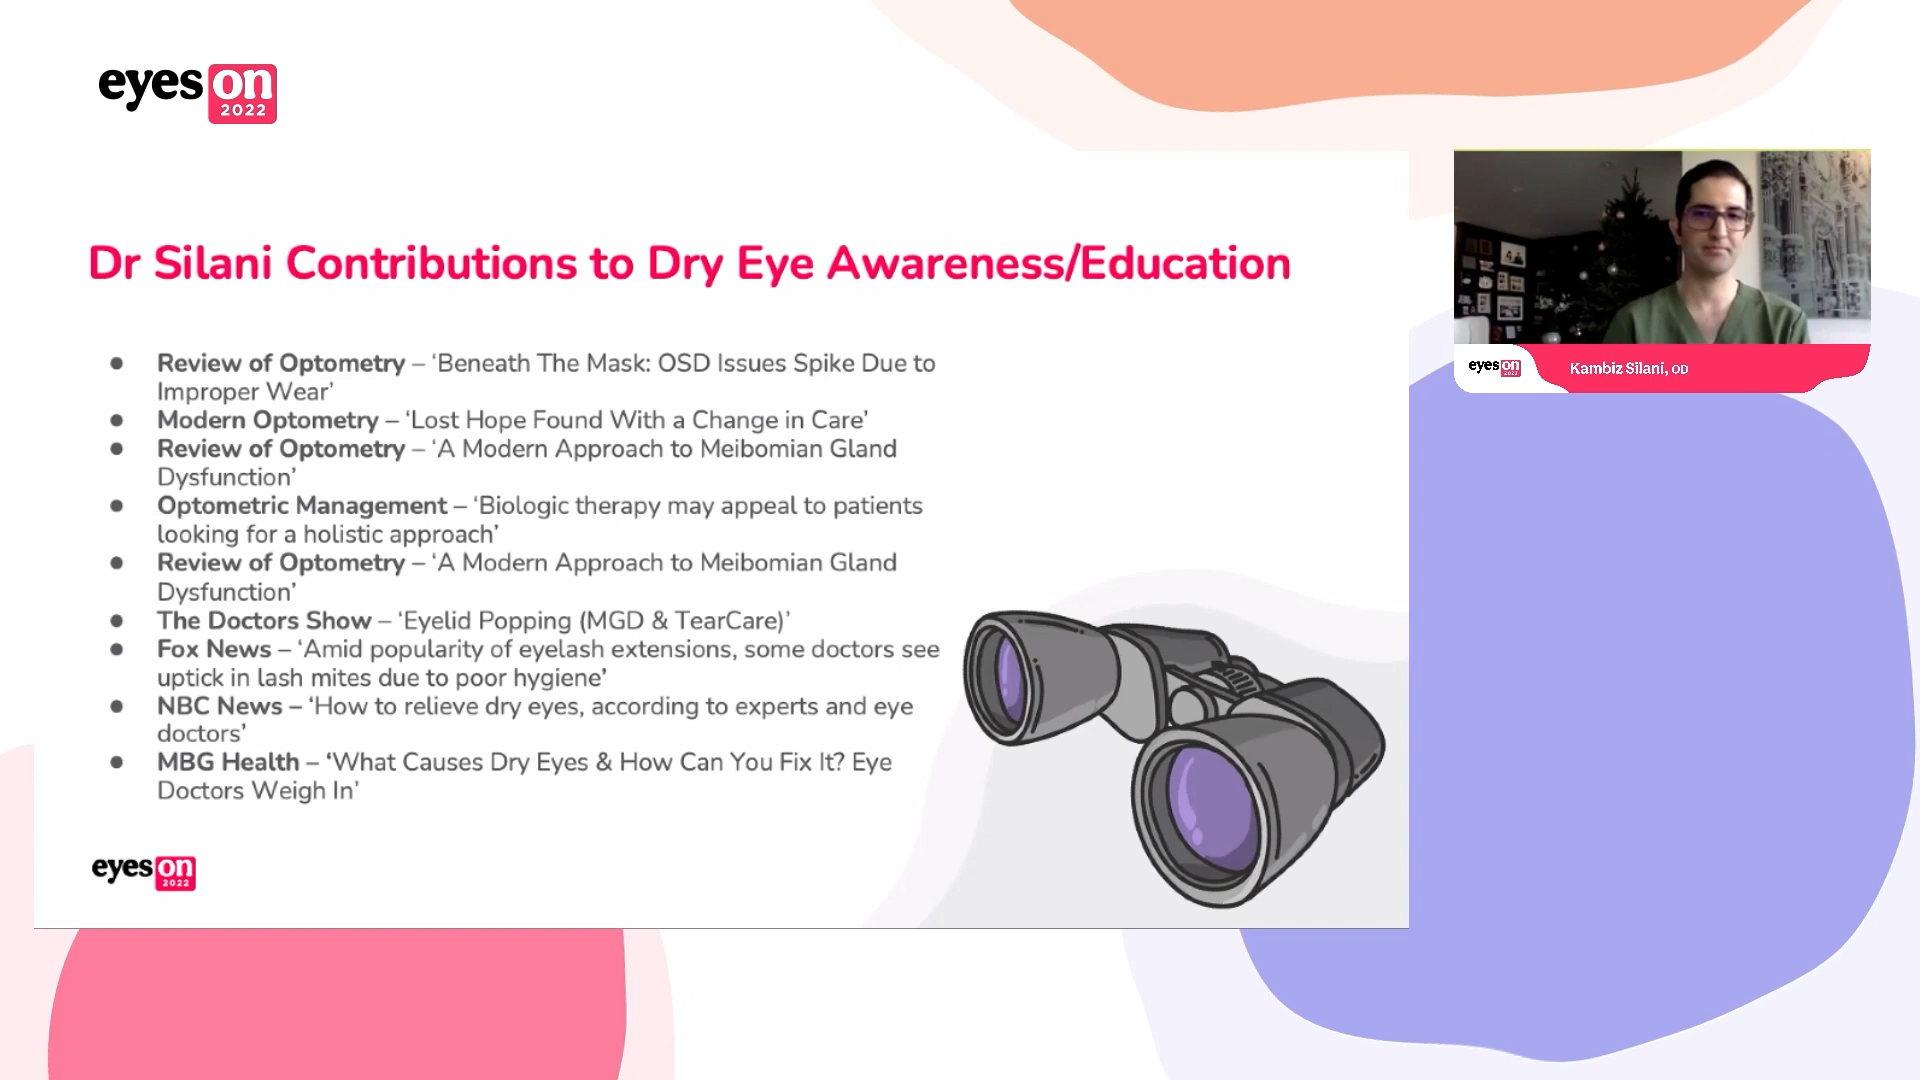 eyes on
2022
Dr Silani Contributions to Dry Eye Awareness/Education
● Review of Optometry – ‘Beneath The Mask: OSD Issues Spike Due to
Improper Wear’
● Modern Optometry – ‘Lost Hope Found With a Change in Care’
● Review of Optometry – ‘A Modern Approach to Meibomian Gland
Dysfunction’
● Optometric Management – ‘Biologic therapy may appeal to patients
looking for a holistic approach’
● Review of Optometry – ‘A Modern Approach to Meibomian Gland
Dysfunction’
● The Doctors Show – ‘Eyelid Popping (MGD & TearCare)’
● Fox News – ‘Amid popularity of eyelash extensions, some doctors see
uptick in lash mites due to poor hygiene’
● NBC News – ‘How to relieve dry eyes, according to experts and eye
doctors’
● MBG Health – ‘What Causes Dry Eyes & How Can You Fix It? Eye
Doctors Weigh In’
eyes on
2022
eyes on
2022
Kambiz Silani, OD